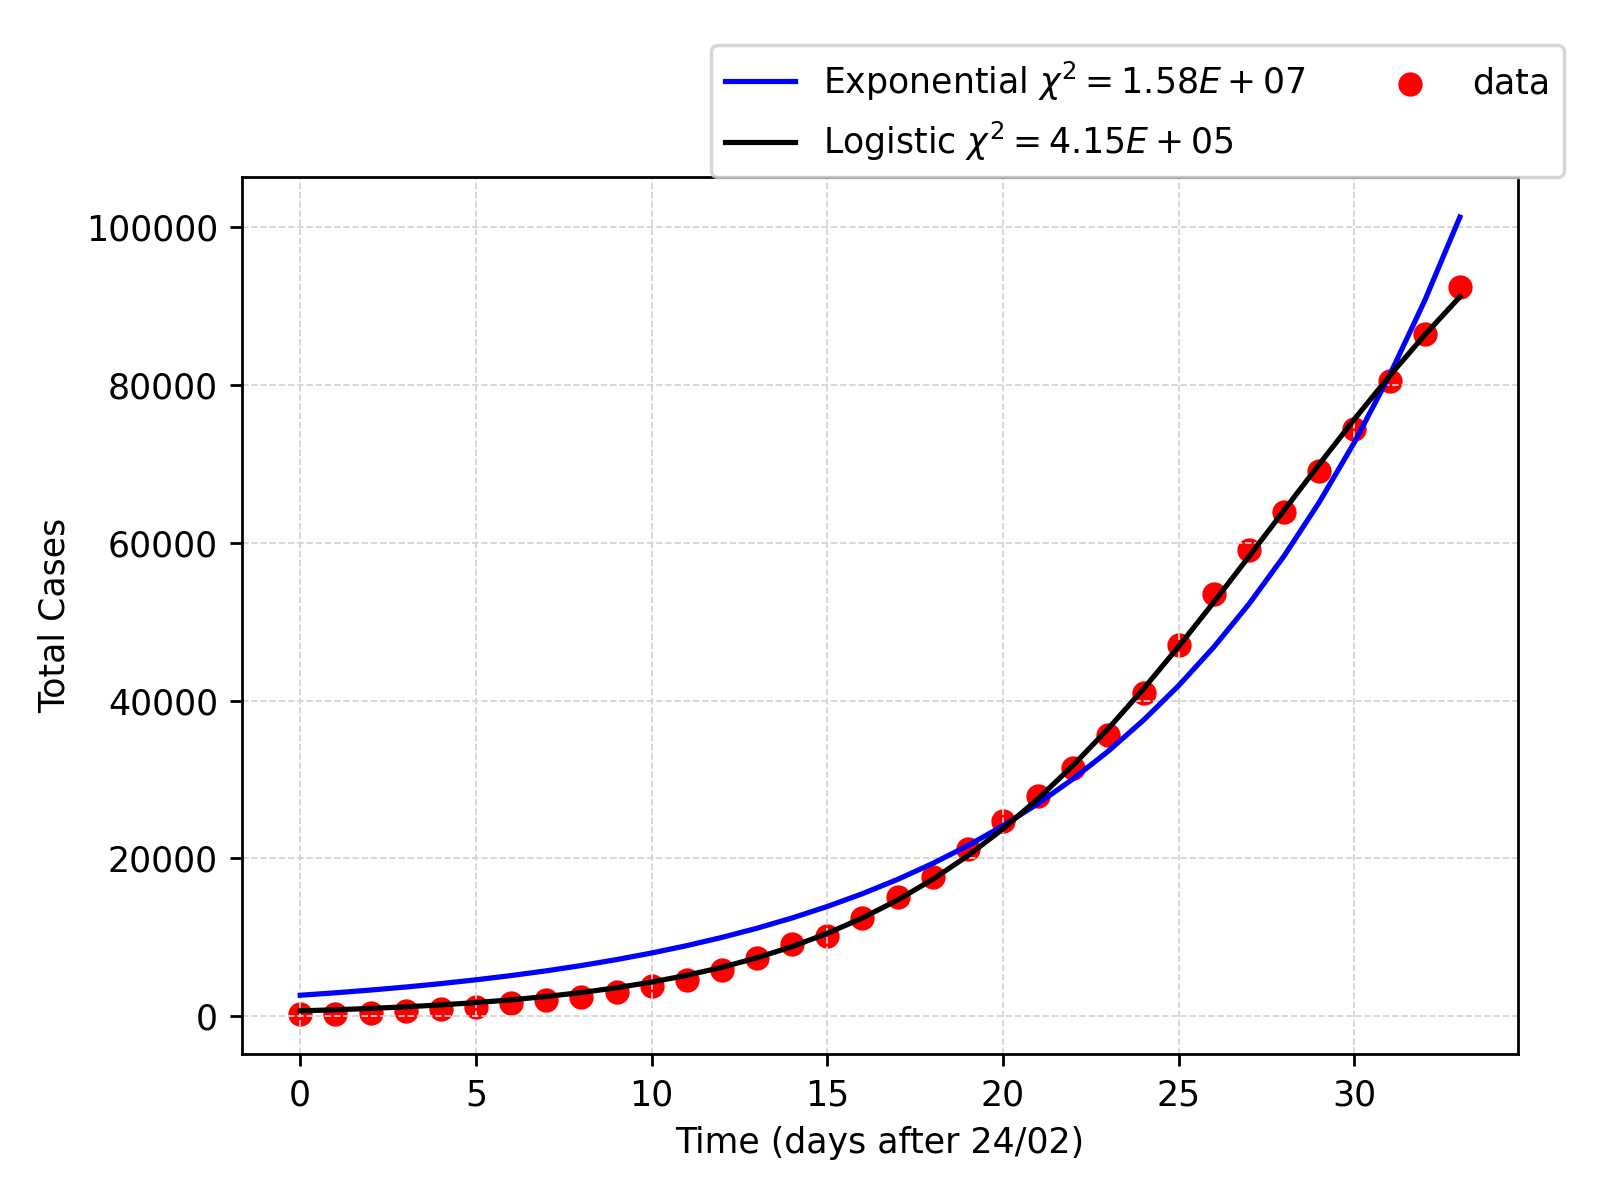 Exponential χ² = 1.58E + 07
data
Logistic χ² = 4.15E + 05
100000
80000
60000
40000
20000
0
Total Cases
0 5 10 15 20 25 30
Time (days after 24/02)